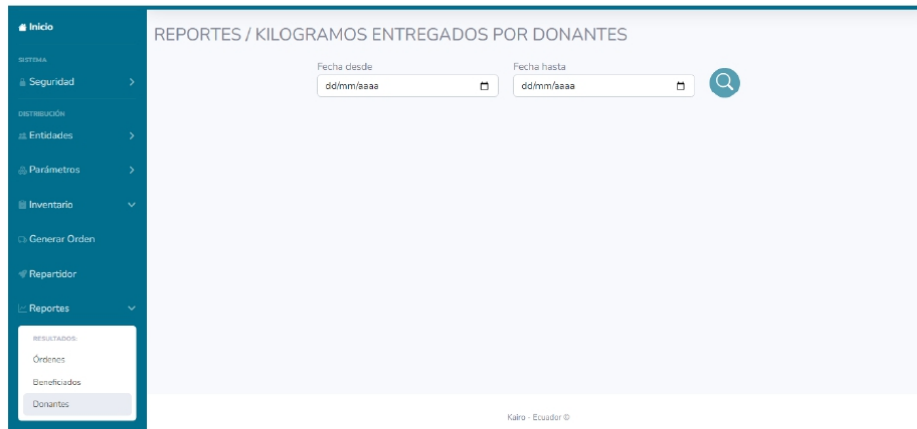 Inicio
SISTEMA
Seguridad
DISTRIBUCIÓN
Entidades
Parámetros
Inventario
Generar Orden
Repartidor
Reportes
RESULTADOS:
Órdenes
Beneficiados
Donantes
REPORTES / KILOGRAMOS ENTREGADOS POR DONANTES
Fecha desde
dd/mm/aaaa
Fecha hasta
dd/mm/aaaa
Kairo - Ecuador ©